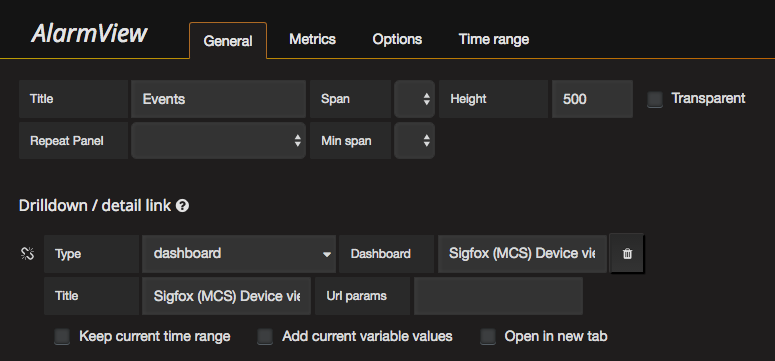 AlarmView General Metrics Options Time range
Title Events Span Height 500 Transparent
Repeat Panel Min span
Drilldown / detail link
Type dashboard Dashboard Sigfox (MCS) Device vi
Title Sigfox (MCS) Device vie Url params
Keep current time range Add current variable values Open in new tab